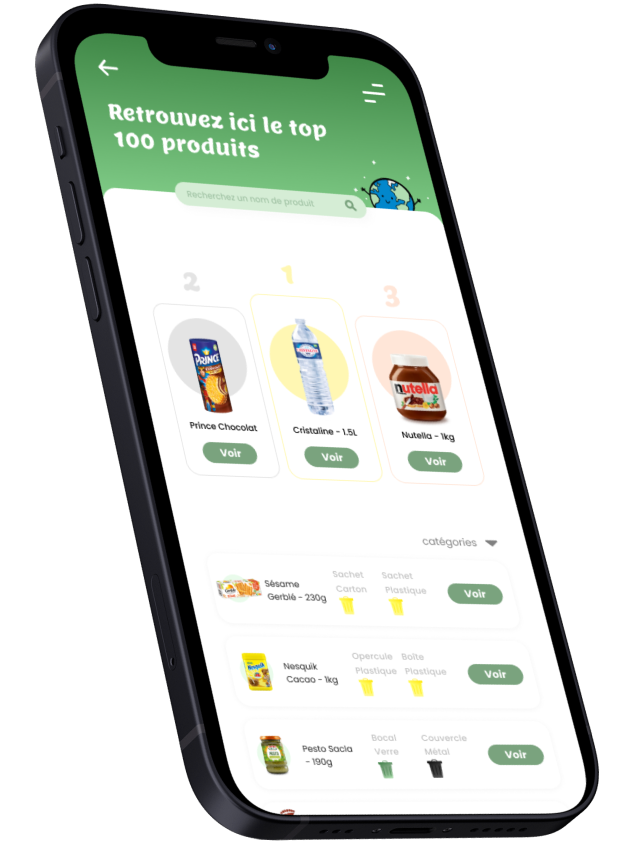 Retrouvez ici le top
100 produits
Recherchez un nom de produit
2
1
3
PRINCE
CRISTALINE
nutella
Prince Chocolat
Cristaline - 1.5L
Nutella - 1kg
Voir
Voir
Voir
catégories
Sachet
Sachet
Sésame
Gerblé - 230g
Carton
Plastique
Voir
Opercule
Boîte
Nesquik
Nesquik
Cacao - 1kg
Plastique
Plastique
Voir
Bocal
Couvercle
Pesto Sacla
- 190g
Verre
Métal
Voir